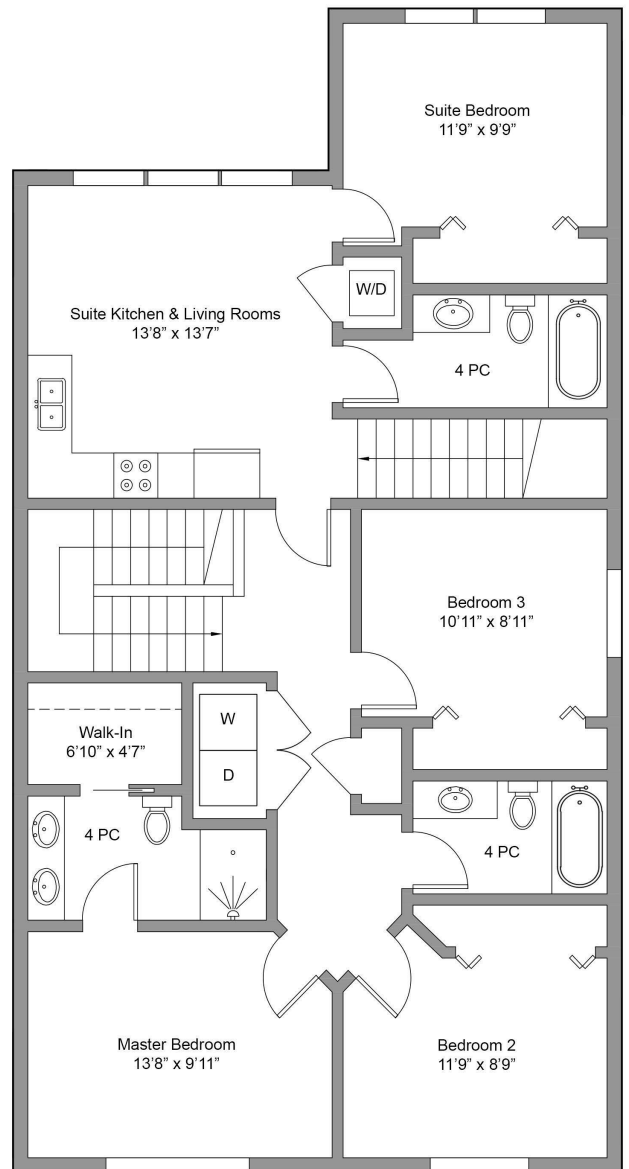 Suite Bedroom
11’9” x 9’9”
W/D
Suite Kitchen & Living Rooms
13’8” x 13’7”
4 PC
Bedroom 3
10’11” x 8’11”
W
D
Walk-In
6’10” x 4’7”
4 PC
4 PC
Master Bedroom
13’8” x 9’11”
Bedroom 2
11’9” x 8’9”